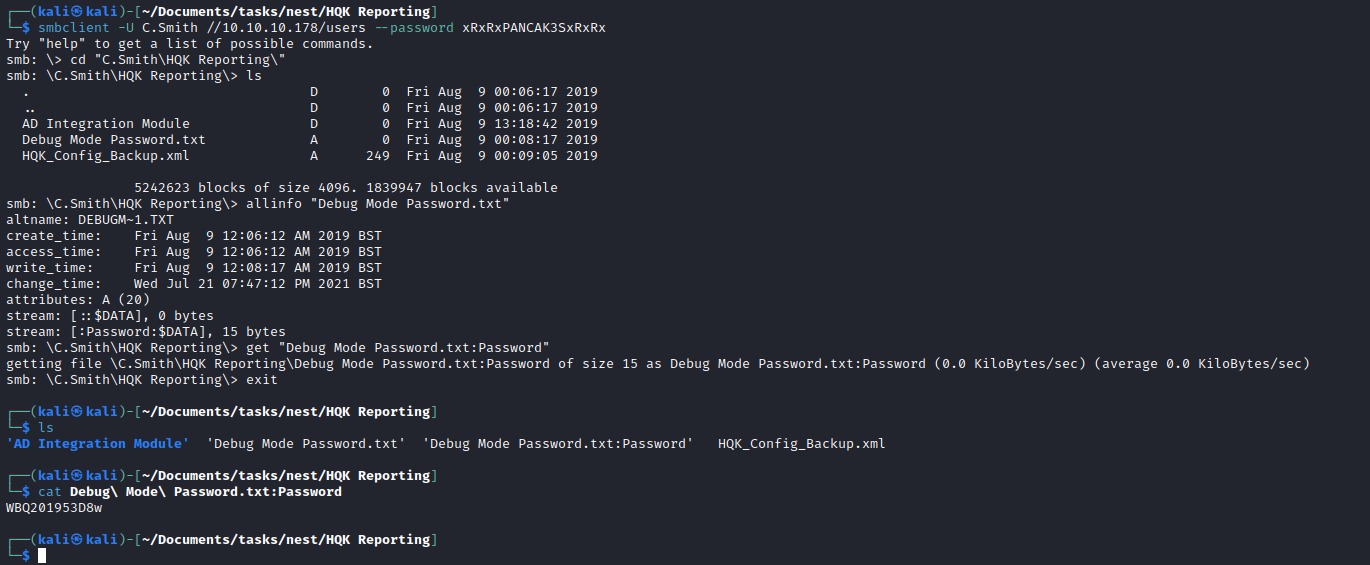 ┌──(kali㉿kali)-[~/Documents/tasks/nest/HQK Reporting]
└─$ smbclient -U C.Smith //10.10.10.178/users --password xRxRxPANCAK3SxRxRx
Try "help" to get a list of possible commands.
smb: \> cd "C.Smith\HQK Reporting\"
smb: \C.Smith\HQK Reporting\> ls
  .                                   D        0  Fri Aug  9 00:06:17 2019
  ..                                  D        0  Fri Aug  9 00:06:17 2019
  AD Integration Module               D        0  Fri Aug  9 13:18:42 2019
  Debug Mode Password.txt             A        0  Fri Aug  9 00:08:17 2019
  HQK_Config_Backup.xml               A      249  Fri Aug  9 00:09:05 2019
                5242623 blocks of size 4096. 1839947 blocks available
smb: \C.Smith\HQK Reporting\> allinfo "Debug Mode Password.txt"
altname: DEBUGM~1.TXT
create_time:    Fri Aug  9 12:06:12 AM 2019 BST
access_time:    Fri Aug  9 12:06:12 AM 2019 BST
write_time:     Fri Aug  9 12:08:17 AM 2019 BST
change_time:    Wed Jul 21 07:47:12 PM 2021 BST
attributes: A (20)
stream: [::$DATA], 0 bytes
stream: [:Password:$DATA], 15 bytes
smb: \C.Smith\HQK Reporting\> get "Debug Mode Password.txt:Password"
getting file \C.Smith\HQK Reporting\Debug Mode Password.txt:Password of size 15 as Debug Mode Password.txt:Password (0.0 KiloBytes/sec) (average 0.0 KiloBytes/sec)
smb: \C.Smith\HQK Reporting\> exit
┌──(kali㉿kali)-[~/Documents/tasks/nest/HQK Reporting]
└─$ ls
'AD Integration Module'  'Debug Mode Password.txt'  'Debug Mode Password.txt:Password'   HQK_Config_Backup.xml
┌──(kali㉿kali)-[~/Documents/tasks/nest/HQK Reporting]
└─$ cat Debug\ Mode\ Password.txt:Password
WBQ201953D8w
┌──(kali㉿kali)-[~/Documents/tasks/nest/HQK Reporting]
└─$